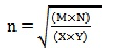 n = √((M×N)/(X×Y))